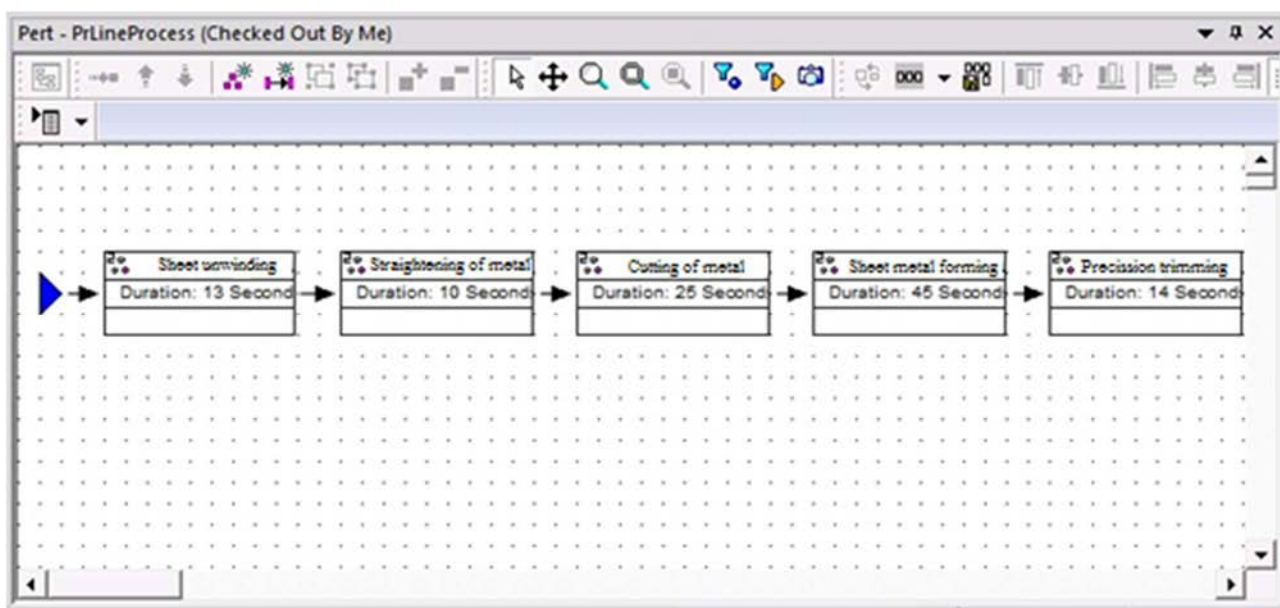 Pert - PrLineProcess (Checked Out By Me)
Sheet unwinding
Duration: 13 Second
Straightening of metal
Duration: 10 Second
Cutting of metal
Duration: 25 Second
Sheet metal forming
Duration: 45 Second
Precission trimming
Duration: 14 Second